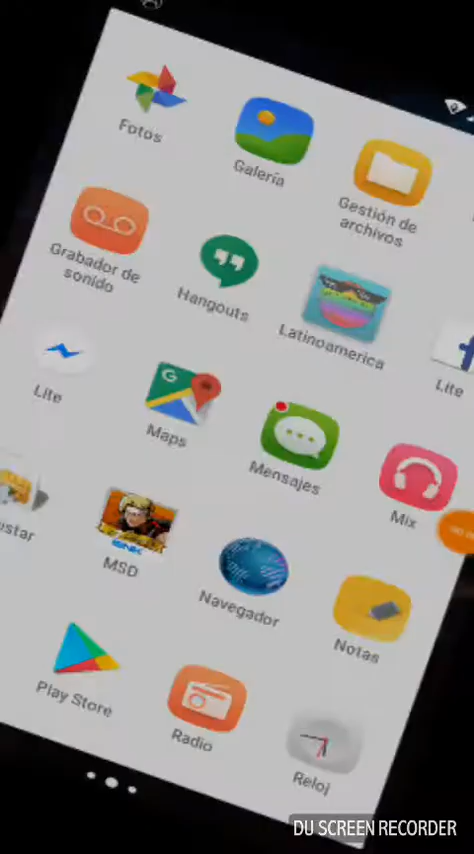 Fotos
Galería
Gestión de
archivos
Grabador de
sonido
Hangouts
Latinoamerica
Lite
Lite
Maps
Mensajes
Mix
ustar
MSD
Navegador
Notas
Play Store
Radio
Reloj
DU SCREEN RECORDER